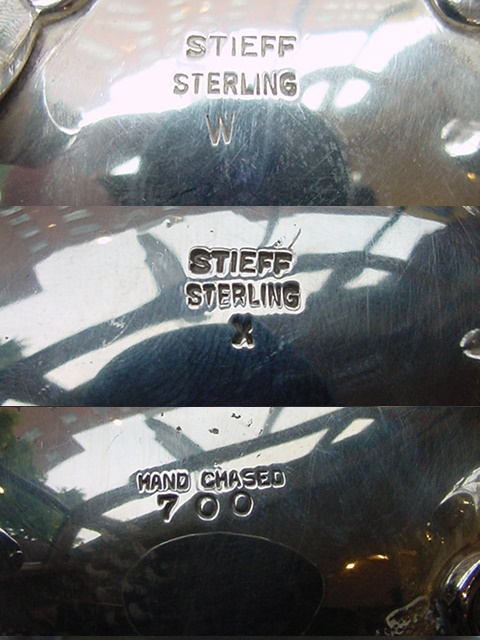 STIEFF
STERLING
W
STIEFF
STERLING
X
HAND CHASED
700